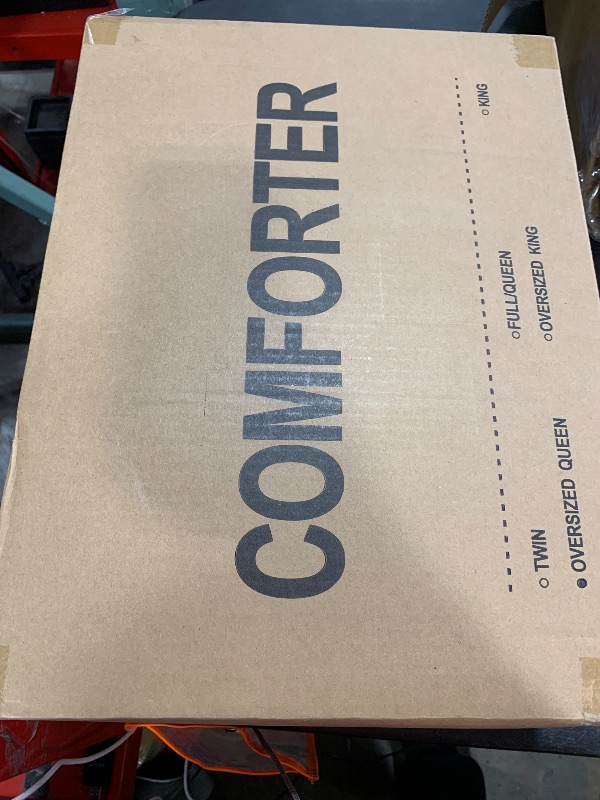 COMFORTER
○ TWIN ○ FULL/QUEEN ○ KING
● OVERSIZED QUEEN ○ OVERSIZED KING